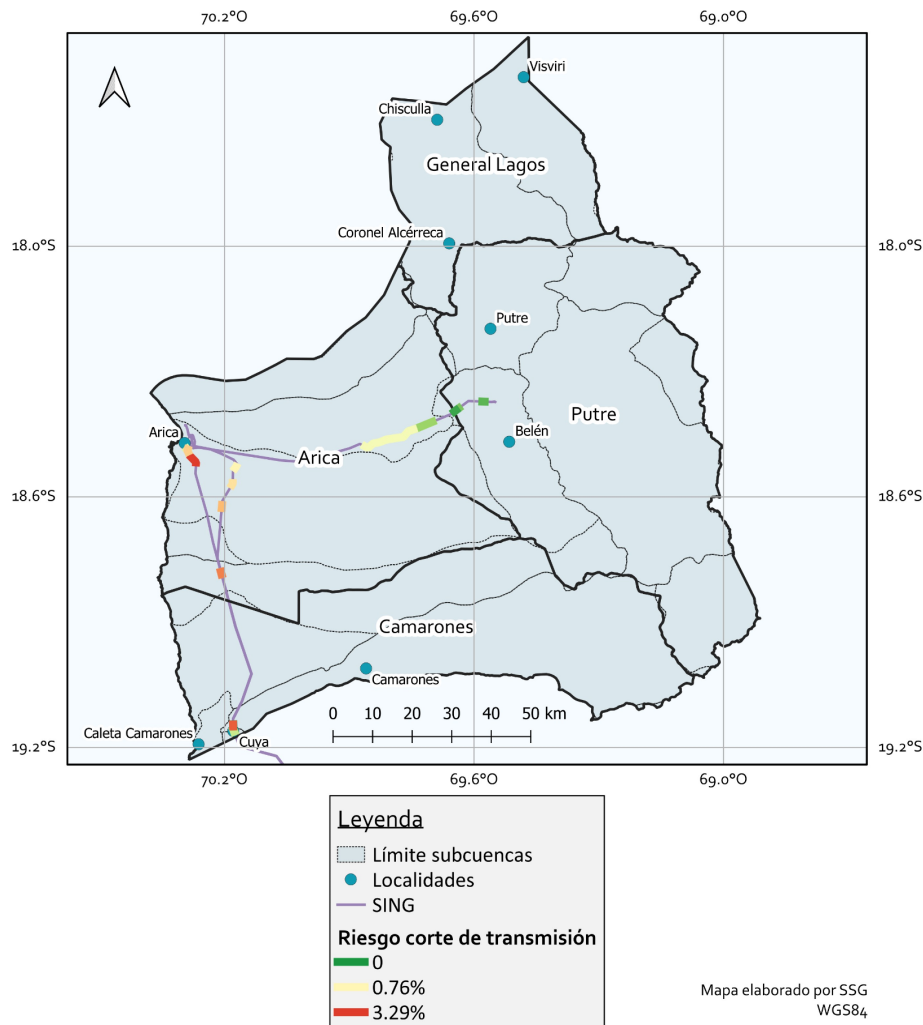 70.2°O 69.6°O 69.0°O
Visviri
Chisculla
General Lagos
Coronel Alcérreca
18.0°S 18.0°S
Putre
Putre
Arica
Belén
Arica
18.6°S 18.6°S
Camarones
Camarones
0 10 20 30 40 50 km
Caleta Camarones
Cuya
19.2°S 19.2°S
70.2°O 69.6°O 69.0°O
Leyenda
Límite subcuencas
Localidades
SING
Riesgo corte de transmisión
0
0.76%
3.29%
Mapa elaborado por SSG
WGS84